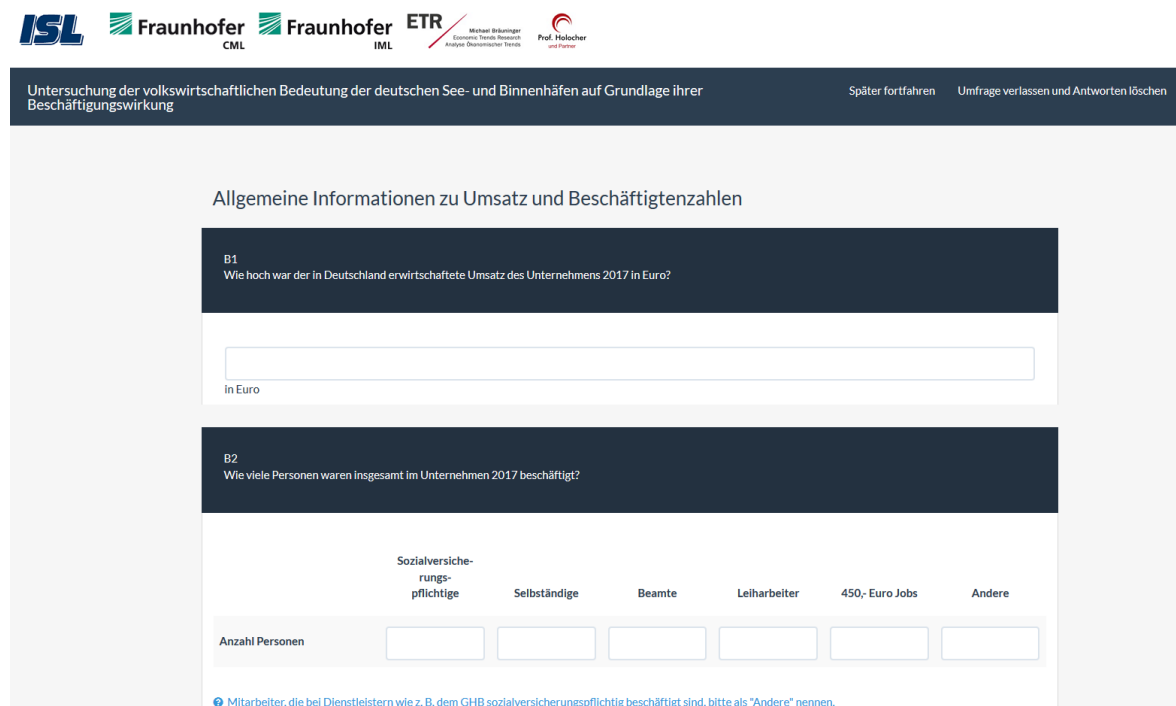 ISL
Fraunhofer
CML
Fraunhofer
IML
ETR
Michael Bräuninger
Economic Trends Research
Analyse Ökonomischer Trends
Prof. Holocher
und Partner
Untersuchung der volkswirtschaftlichen Bedeutung der deutschen See- und Binnenhäfen auf Grundlage ihrer
Beschäftigungswirkung
Später fortfahren
Umfrage verlassen und Antworten löschen
Allgemeine Informationen zu Umsatz und Beschäftigtenzahlen
B1
Wie hoch war der in Deutschland erwirtschaftete Umsatz des Unternehmens 2017 in Euro?
in Euro
B2
Wie viele Personen waren insgesamt im Unternehmen 2017 beschäftigt?
Sozialversiche-
rungs-
pflichtige
Selbständige
Beamte
Leiharbeiter
450,- Euro Jobs
Andere
Anzahl Personen
Mitarbeiter, die bei Dienstleistern wie z. B. dem GHB sozialversicherungspflichtig beschäftigt sind, bitte als "Andere" nennen.